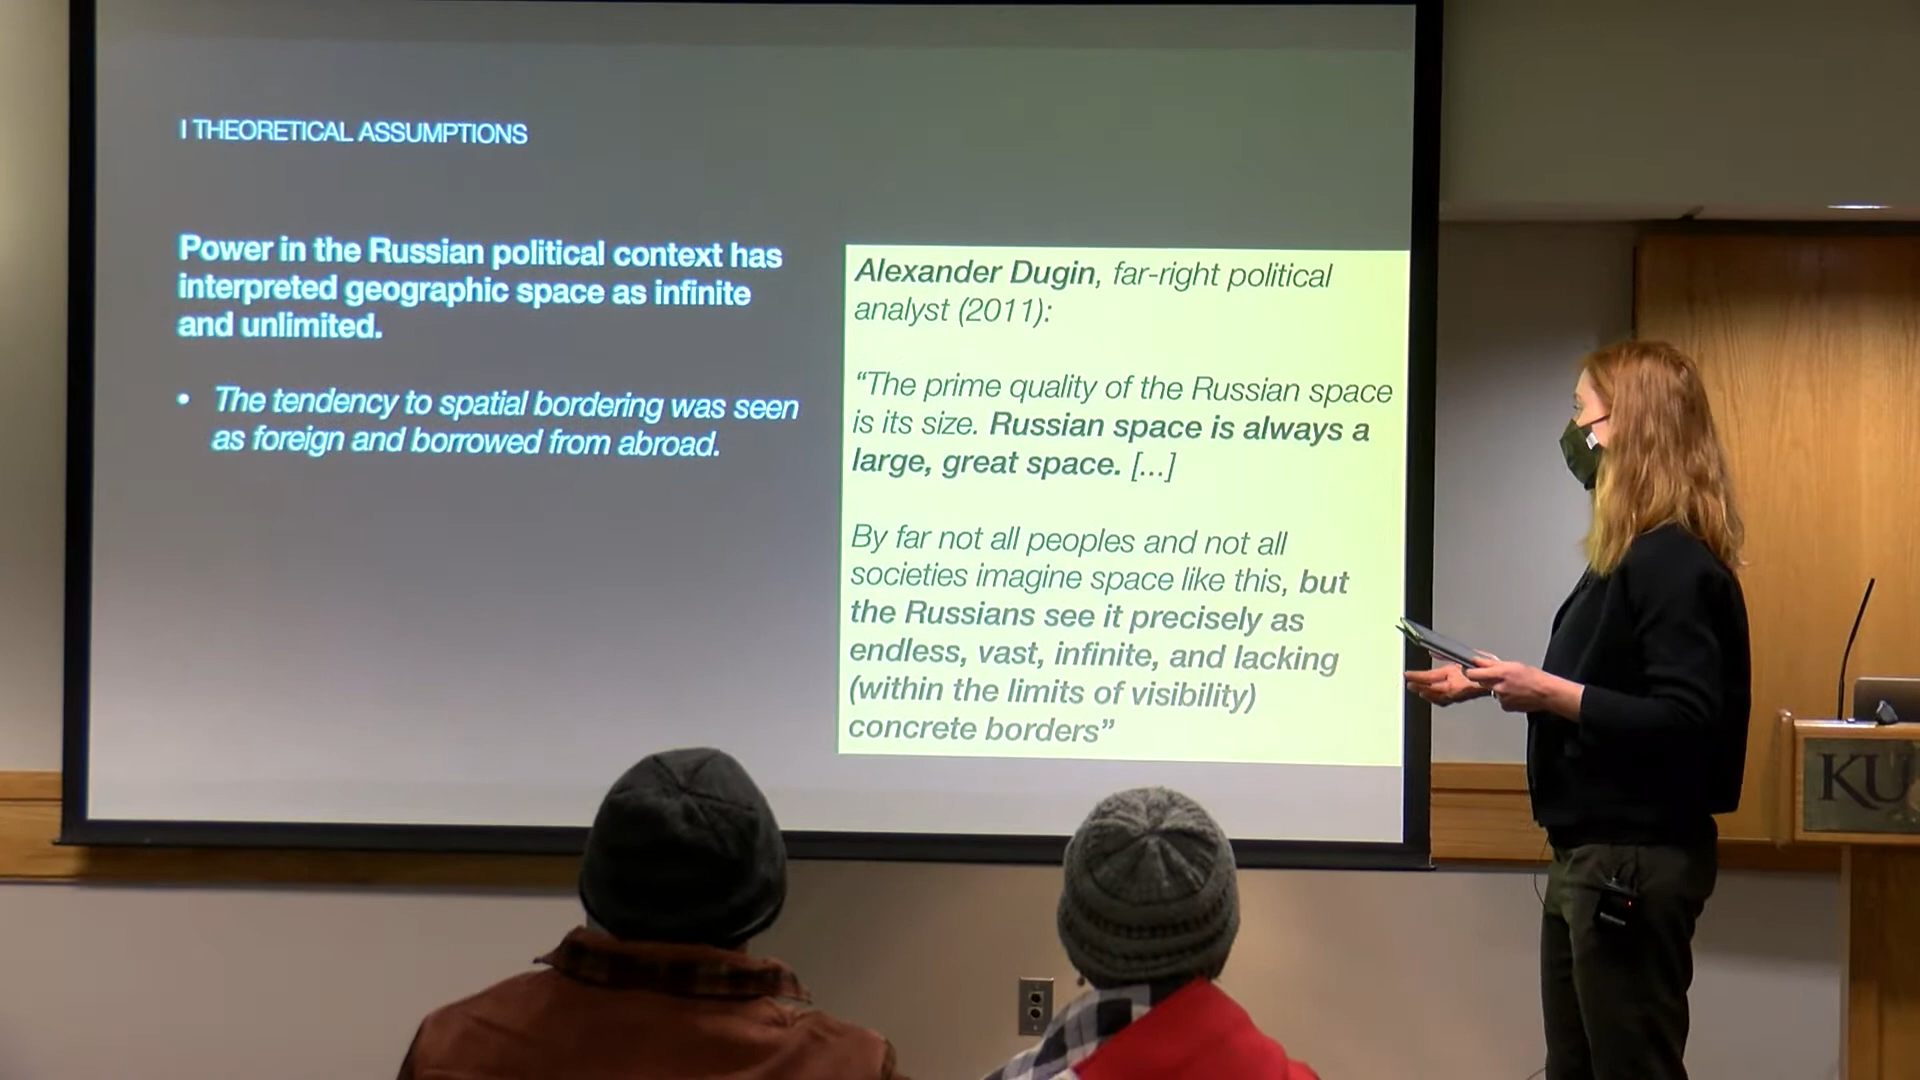 I THEORETICAL ASSUMPTIONS
Power in the Russian political context has
interpreted geographic space as infinite
and unlimited.
• The tendency to spatial bordering was seen
as foreign and borrowed from abroad.
Alexander Dugin, far-right political
analyst (2011):
“The prime quality of the Russian space
is its size. Russian space is always a
large, great space. [...]
By far not all peoples and not all
societies imagine space like this, but
the Russians see it precisely as
endless, vast, infinite, and lacking
(within the limits of visibility)
concrete borders”
KU